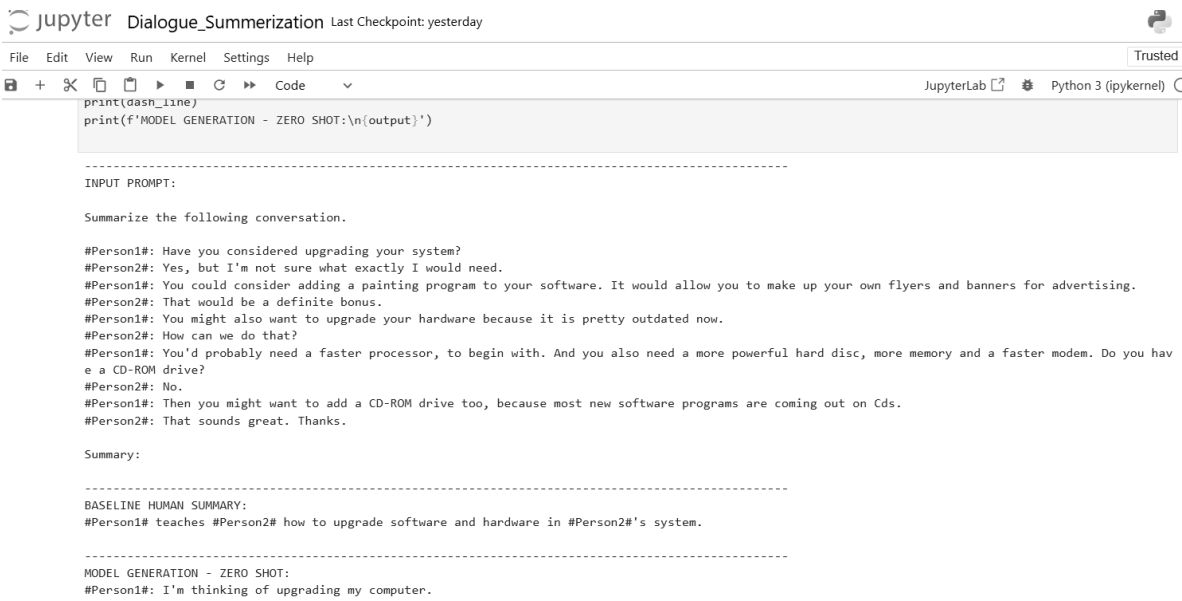 jupyter Dialogue_Summerization Last Checkpoint: yesterday
File Edit View Run Kernel Settings Help Trusted
Code JupyterLab Python 3 (ipykernel)
print(dash_line)
print(f'MODEL GENERATION - ZERO SHOT:\n{output}')
---------------------------------------------------------------------------------------------------
INPUT PROMPT:
Summarize the following conversation.
#Person1#: Have you considered upgrading your system?
#Person2#: Yes, but I'm not sure what exactly I would need.
#Person1#: You could consider adding a painting program to your software. It would allow you to make up your own flyers and banners for advertising.
#Person2#: That would be a definite bonus.
#Person1#: You might also want to upgrade your hardware because it is pretty outdated now.
#Person2#: How can we do that?
#Person1#: You'd probably need a faster processor, to begin with. And you also need a more powerful hard disc, more memory and a faster modem. Do you hav
e a CD-ROM drive?
#Person2#: No.
#Person1#: Then you might want to add a CD-ROM drive too, because most new software programs are coming out on Cds.
#Person2#: That sounds great. Thanks.
Summary:
---------------------------------------------------------------------------------------------------
BASELINE HUMAN SUMMARY:
#Person1# teaches #Person2# how to upgrade software and hardware in #Person2#'s system.
---------------------------------------------------------------------------------------------------
MODEL GENERATION - ZERO SHOT:
#Person1#: I'm thinking of upgrading my computer.